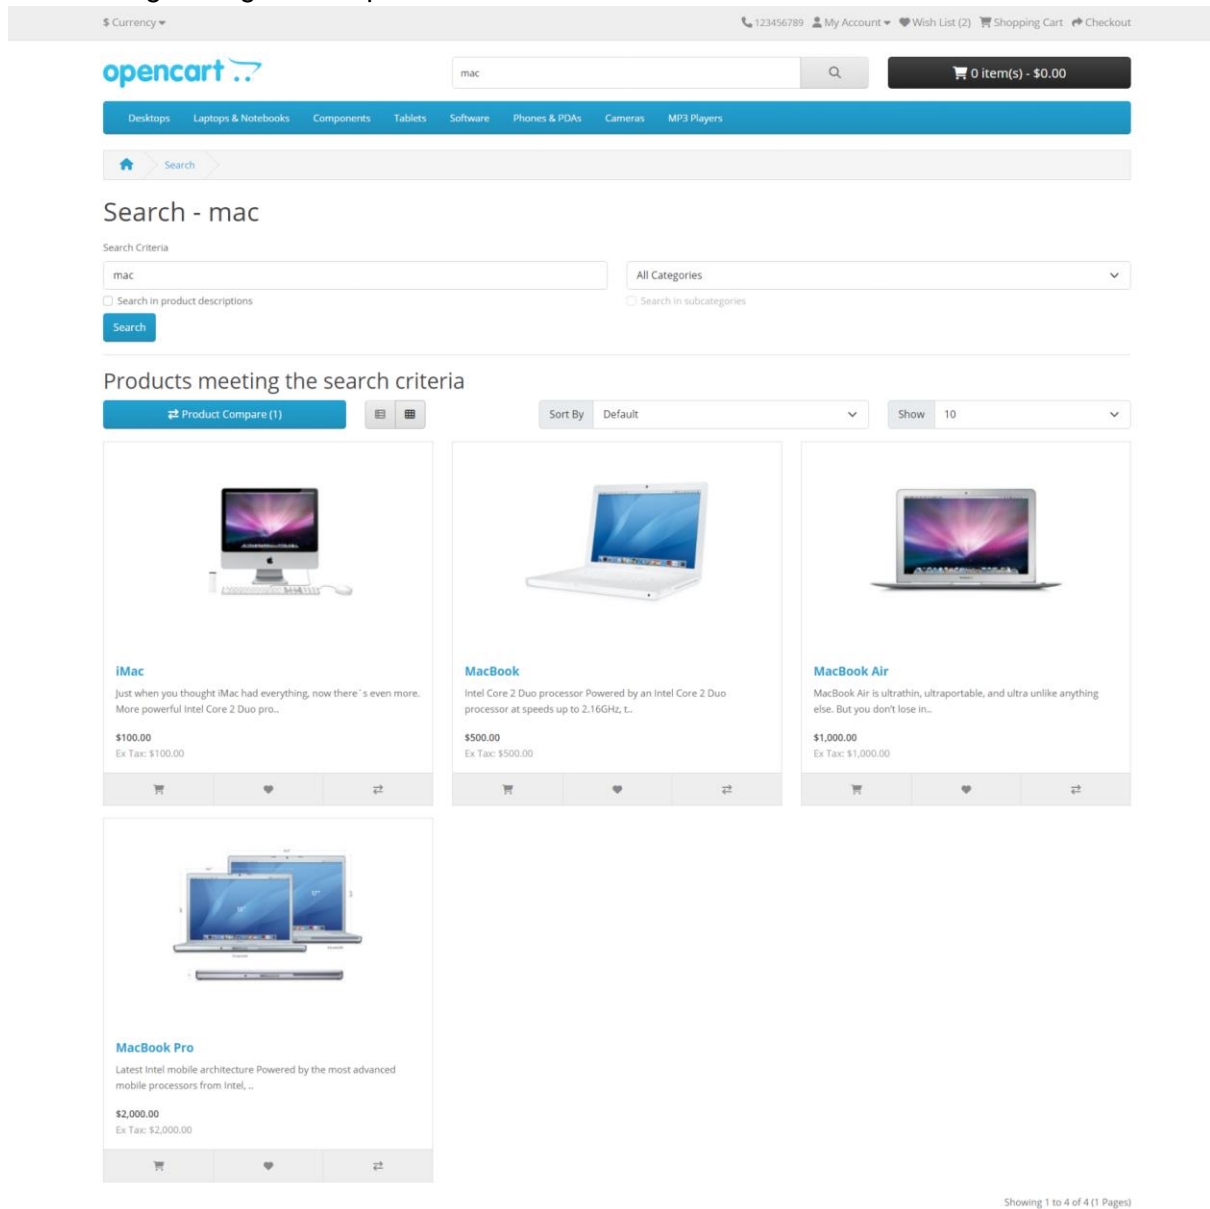 $ Currency
123456789 My Account Wish List (2) Shopping Cart Checkout
opencart
mac
0 item(s) - $0.00
Desktops Laptops & Notebooks Components Tablets Software Phones & PDAs Cameras MP3 Players
Search
Search - mac
Search Criteria
mac
All Categories
Search in product descriptions
Search in subcategories
Search
Products meeting the search criteria
Product Compare (1)
Sort By Default
Show 10
iMac
Just when you thought iMac had everything, now there´s even more.
More powerful Intel Core 2 Duo pro..
$100.00
Ex Tax: $100.00
MacBook
Intel Core 2 Duo processor Powered by an Intel Core 2 Duo
processor at speeds up to 2.16GHz, t..
$500.00
Ex Tax: $500.00
MacBook Air
MacBook Air is ultrathin, ultraportable, and ultra unlike anything
else. But you don't lose in..
$1,000.00
Ex Tax: $1,000.00
MacBook Pro
Latest Intel mobile architecture Powered by the most advanced
mobile processors from Intel, ..
$2,000.00
Ex Tax: $2,000.00
Showing 1 to 4 of 4 (1 Pages)